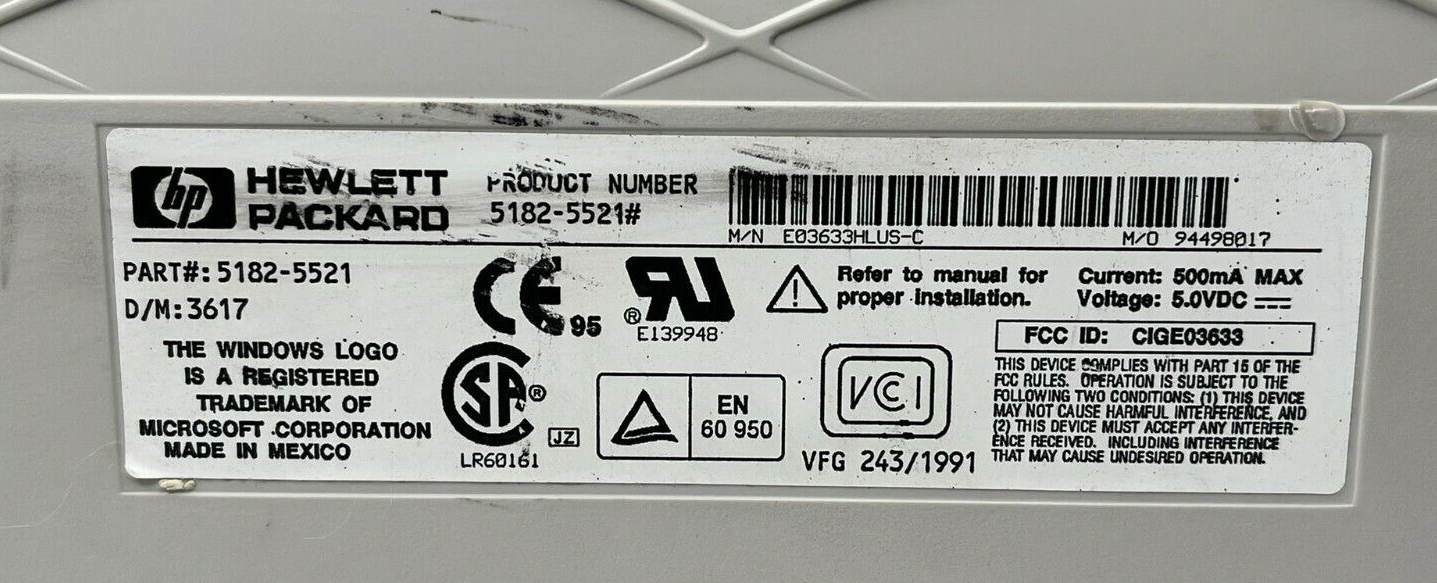 hp HEWLETT
PACKARD
PRODUCT NUMBER
5182-5521#
M/N E03633HLUS-C
M/O 94498017
PART#: 5182-5521
D/M: 3617
THE WINDOWS LOGO
IS A REGISTERED
TRADEMARK OF
MICROSOFT CORPORATION
MADE IN MEXICO
CE 95
RU ®
E139948
SA ®
JZ
LR60161
EN
60 950
VCI
VFG 243/1991
Refer to manual for
proper installation.
Current: 500mA MAX
Voltage: 5.0VDC
FCC ID: CIGE03633
THIS DEVICE COMPLIES WITH PART 15 OF THE
FCC RULES. OPERATION IS SUBJECT TO THE
FOLLOWING TWO CONDITIONS: (1) THIS DEVICE
MAY NOT CAUSE HARMFUL INTERFERENCE, AND
(2) THIS DEVICE MUST ACCEPT ANY INTERFER-
ENCE RECEIVED. INCLUDING INTERFERENCE
THAT MAY CAUSE UNDESIRED OPERATION.